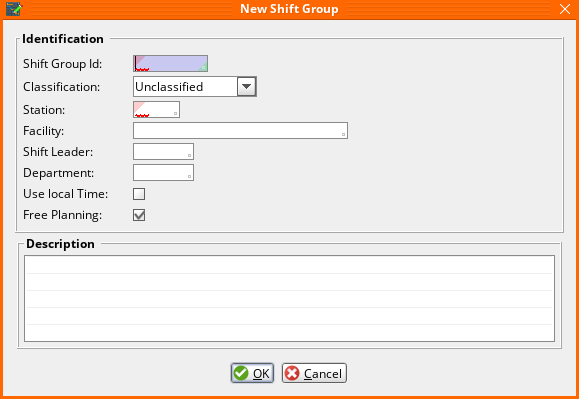 New Shift Group
Identification
Shift Group Id:
Classification: Unclassified
Station:
Facility:
Shift Leader:
Department:
Use local Time:
Free Planning:
Description
OK Cancel